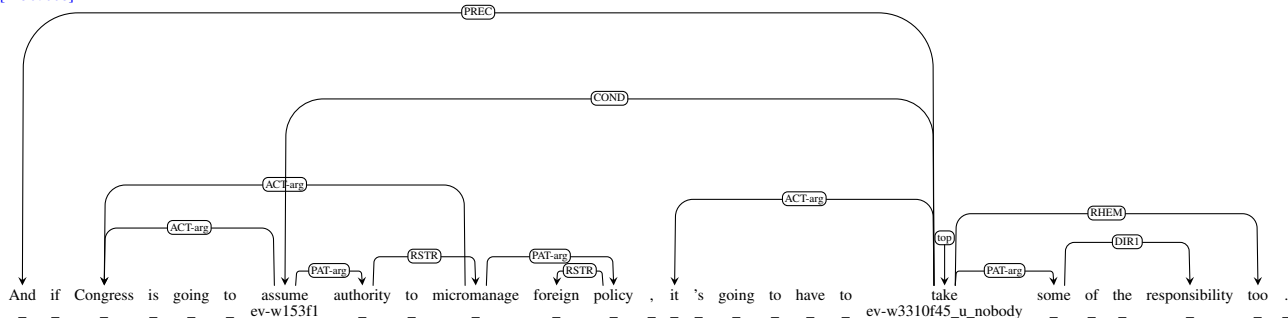 PREC
COND
ACT-arg
ACT-arg
ACT-arg RHEM
top DIR1
RSTR PAT-arg
PAT-arg RSTR PAT-arg
And if Congress is going to assume authority to micromanage foreign policy , it 's going to have to take some of the responsibility too .
_ _ _ _ _ _ ev-w153f1 _ _ _ _ _ _ _ _ _ _ _ _ ev-w3310f45_u_nobody _ _ _ _ _ _